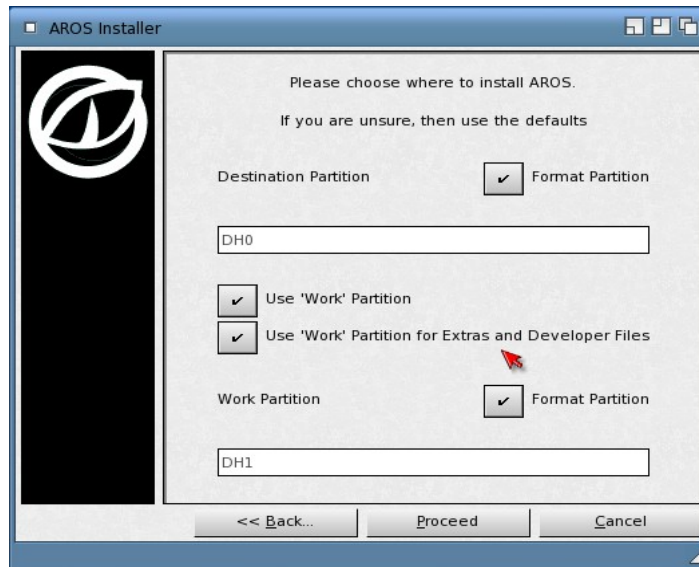 AROS Installer
Please choose where to install AROS.
If you are unsure, then use the defaults
Destination Partition
Format Partition
DH0
Use 'Work' Partition
Use 'Work' Partition for Extras and Developer Files
Work Partition
Format Partition
DH1
<< Back...
Proceed
Cancel